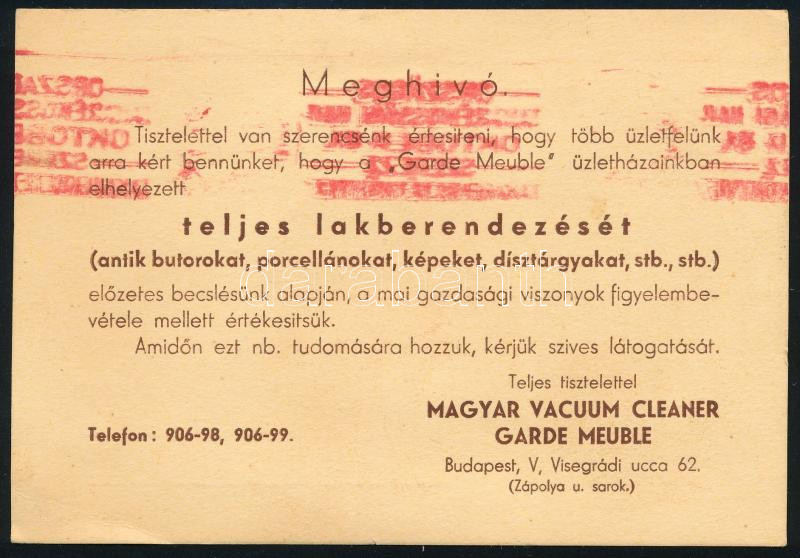 Meghivó.
Tisztelettel van szerencsénk értesiteni, hogy több üzletfelünk
arra kért bennünket, hogy a „Garde Meuble" üzletházainkban
elhelyezett
teljes lakberendezését
(antik butorokat, porcellánokat, képeket, dísztárgyakat, stb., stb.)
előzetes becslésünk alapján, a mai gazdasági viszonyok figyelembe-
vétele mellett értékesitsük.
Amidőn ezt nb. tudomására hozzuk, kérjük szives látogatását.
Teljes tisztelettel
MAGYAR VACUUM CLEANER
GARDE MEUBLE
Telefon: 906-98, 906-99.
Budapest, V, Visegrádi ucca 62.
(Zápolya u. sarok.)
darabanth